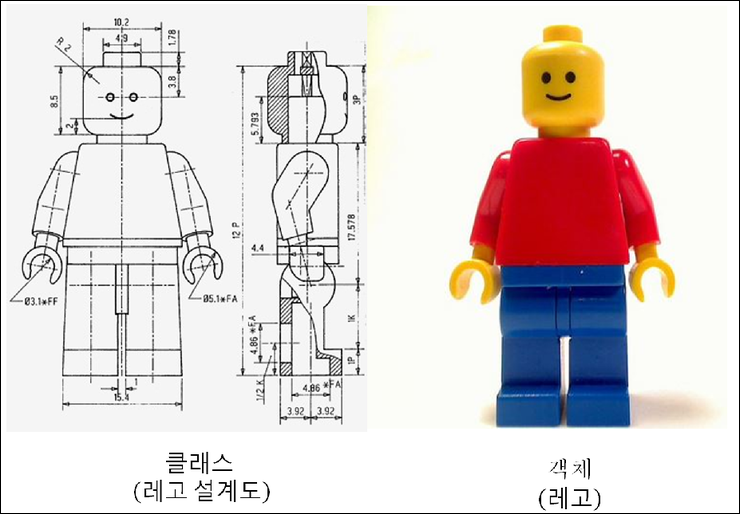 10.2
4.9
1.78
R 2
3.8
8.5
2
5.793
3P
12 P
17.578
4.4
Ø3.1*FF
Ø5.1*FA
4.86 *FA
1K
1P
1
1/2 K
4.86 *FA
15.4
3.92
3.92
클래스
(레고 설계도)
객체
(레고)